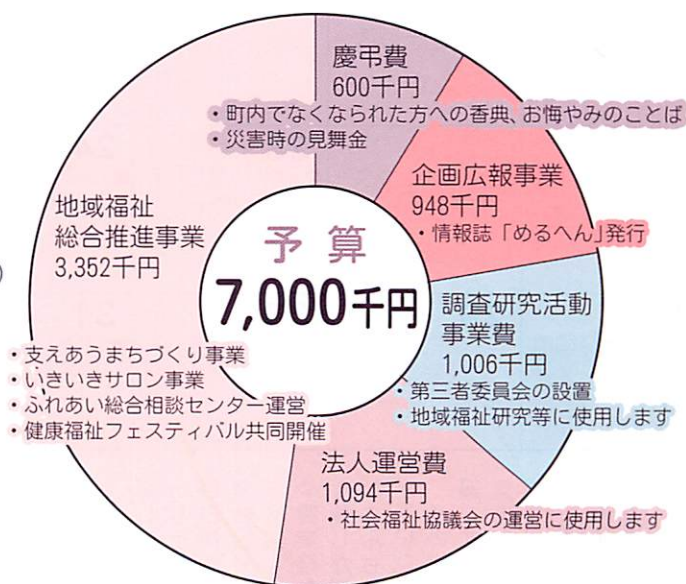 慶弔費
600千円
・町内でなくなられた方への香典、お悔やみのことば
・災害時の見舞金
企画広報事業
948千円
・情報誌「めるへん」発行
調査研究活動
事業費
1,006千円
・第三者委員会の設置
・地域福祉研究等に使用します
法人運営費
1,094千円
・社会福祉協議会の運営に使用します
地域福祉
総合推進事業
3,352千円
・支えあうまちづくり事業
・いきいきサロン事業
・ふれあい総合相談センター運営
・健康福祉フェスティバル共同開催
予算
7,000千円
)